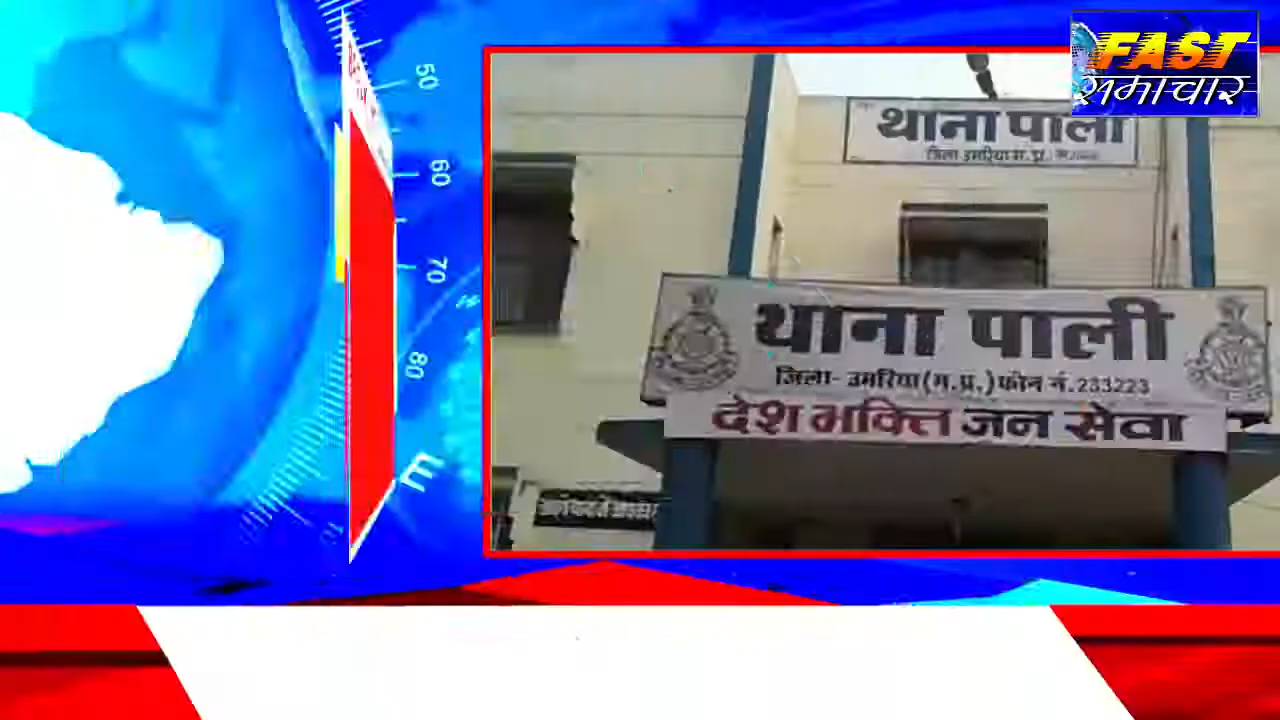 FAST
समाचार
50
60
70
80
E
थाना पाली
जिला उमरिया म.प्र.
थाना पाली
जिला- उमरिया(म.प्र.)फोन नं.233223
देश भक्ति जन सेवा